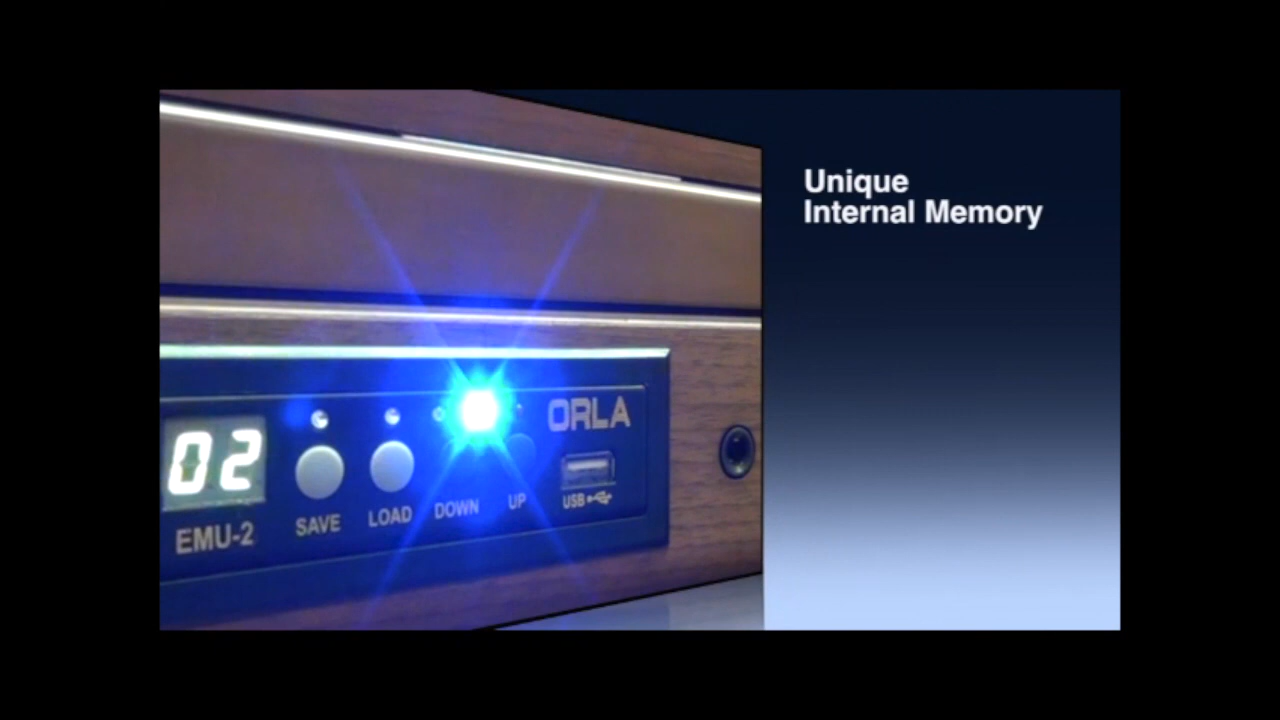 Unique
Internal Memory
ORLA
02
EMU-2
SAVE
LOAD
DOWN
UP
USB